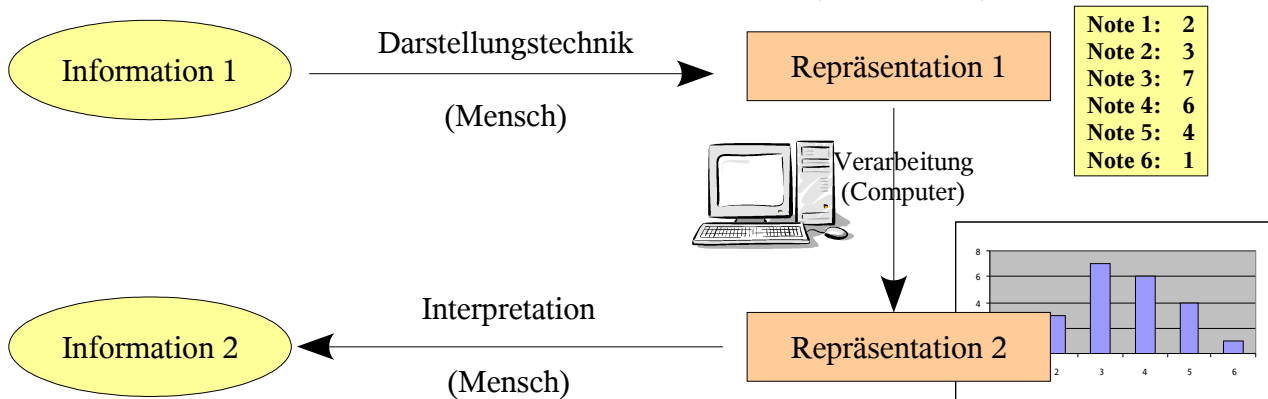 Information 1
Darstellungstechnik
(Mensch)
Repräsentation 1
Note 1: 2
Note 2: 3
Note 3: 7
Note 4: 6
Note 5: 4
Note 6: 1
Verarbeitung
(Computer)
Information 2
Interpretation
(Mensch)
Repräsentation 2
8
6
4
2
3
4
5
6